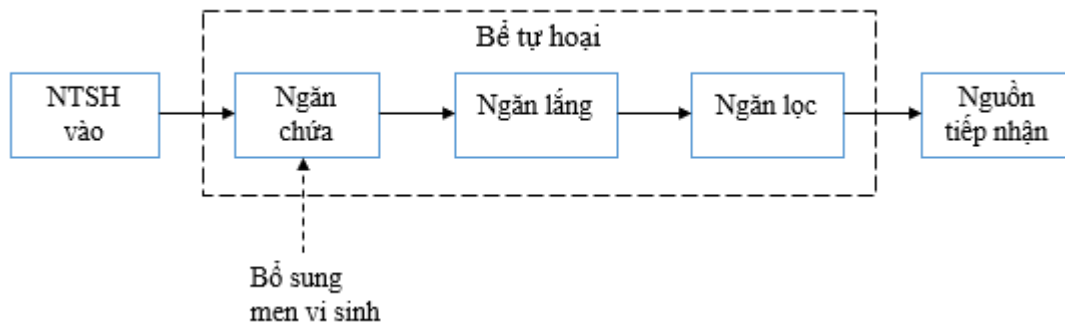 Bể tự hoại
NTSH
vào
Ngăn
chứa
Ngăn lắng
Ngăn lọc
Nguồn
tiếp nhận
Bổ sung
men vi sinh